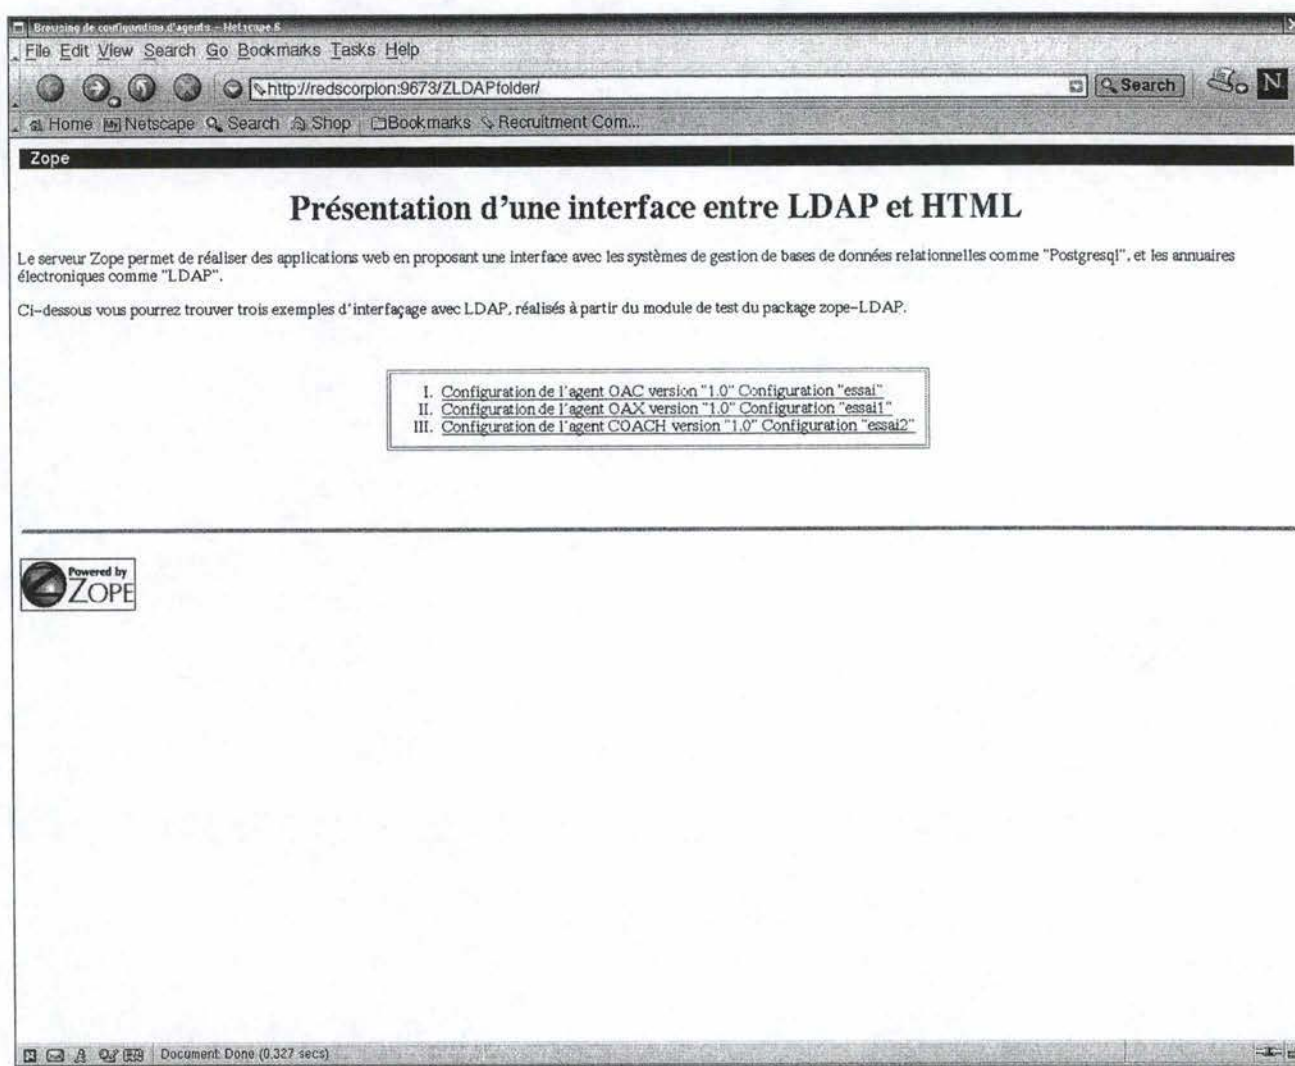 Browsing de configuration d'agents - Netscape 6
File Edit View Search Go Bookmarks Tasks Help
http://redscorpion:9673/ZLDAPfolder/
Search
N
Home Netscape Search Shop Bookmarks Recruitment Com...
Zope
Présentation d'une interface entre LDAP et HTML
Le serveur Zope permet de réaliser des applications web en proposant une interface avec les systèmes de gestion de bases de données relationnelles comme "Postgresql", et les annuaires
électroniques comme "LDAP".
Ci-dessous vous pourrez trouver trois exemples d'interfaçage avec LDAP, réalisés à partir du module de test du package zope-LDAP.
I. Configuration de l'agent OAC version "1.0" Configuration "essai"
II. Configuration de l'agent OAX version "1.0" Configuration "essai1"
III. Configuration de l'agent COACH version "1.0" Configuration "essai2"
Powered by
ZOPE
Document: Done (0.327 secs)